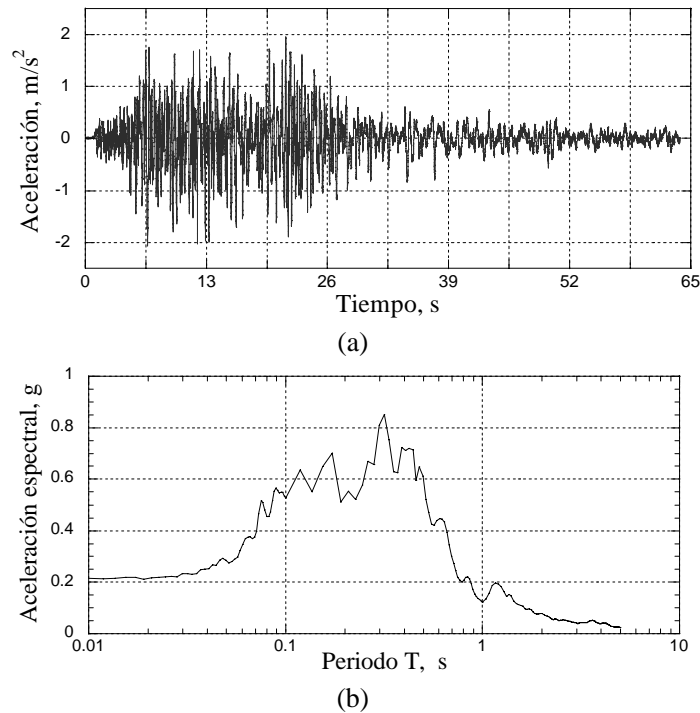 2
1
0
-1
-2
Aceleración, m/s²
0 13 26 39 52 65
Tiempo, s
(a)
1
0.8
0.6
0.4
0.2
0
Aceleración espectral, g
0.01 0.1 1 10
Periodo T, s
(b)